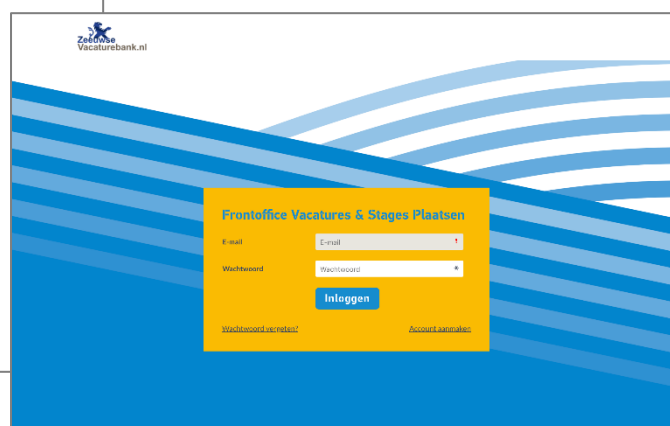 Zeeuwse
Vacaturebank.nl
Frontoffice Vacatures & Stages Plaatsen
E-mail
E-mail *
Wachtwoord
Wachtwoord *
Inloggen
Wachtwoord vergeten? Account aanmaken